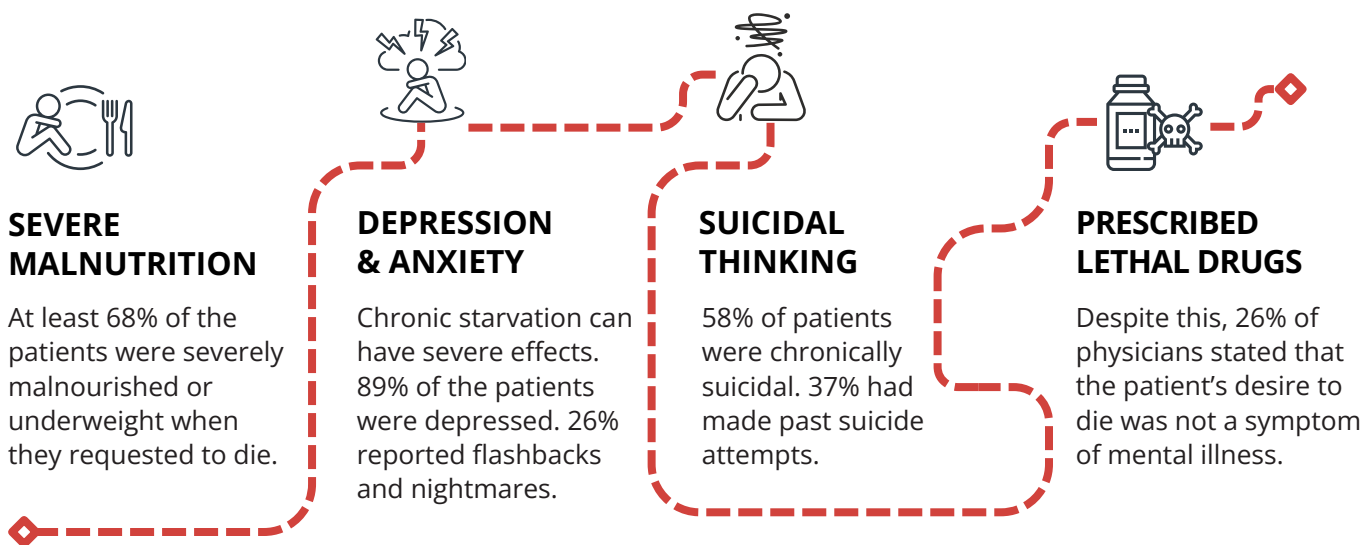 SEVERE
MALNUTRITION
At least 68% of the
patients were severely
malnourished or
underweight when
they requested to die.
DEPRESSION
& ANXIETY
Chronic starvation can
have severe effects.
89% of the patients
were depressed. 26%
reported flashbacks
and nightmares.
SUICIDAL
THINKING
58% of patients
were chronically
suicidal. 37% had
made past suicide
attempts.
PRESCRIBED
LETHAL DRUGS
Despite this, 26% of
physicians stated that
the patient’s desire to
die was not a symptom
of mental illness.